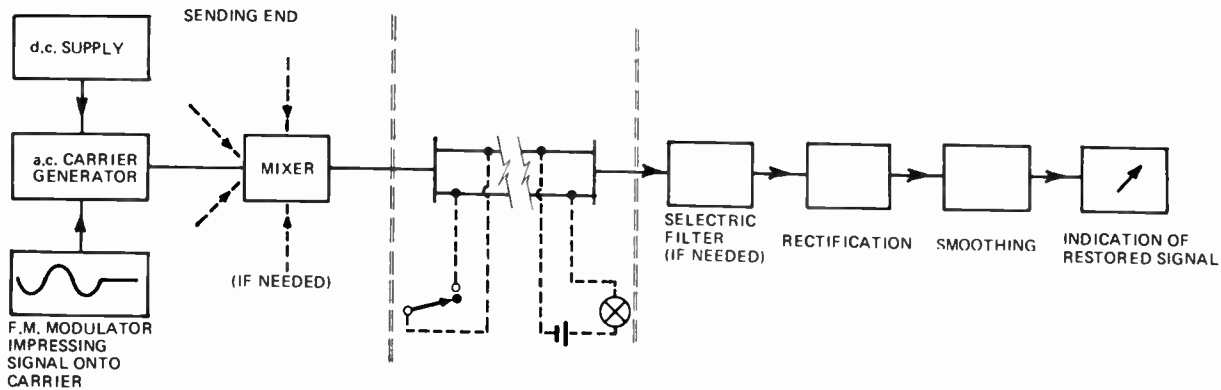 SENDING END
d.c. SUPPLY
a.c. CARRIER
GENERATOR
F.M. MODULATOR
IMPRESSING
SIGNAL ONTO
CARRIER
MIXER
(IF NEEDED)
SELECTRIC
FILTER
(IF NEEDED)
RECTIFICATION
SMOOTHING
INDICATION OF
RESTORED SIGNAL